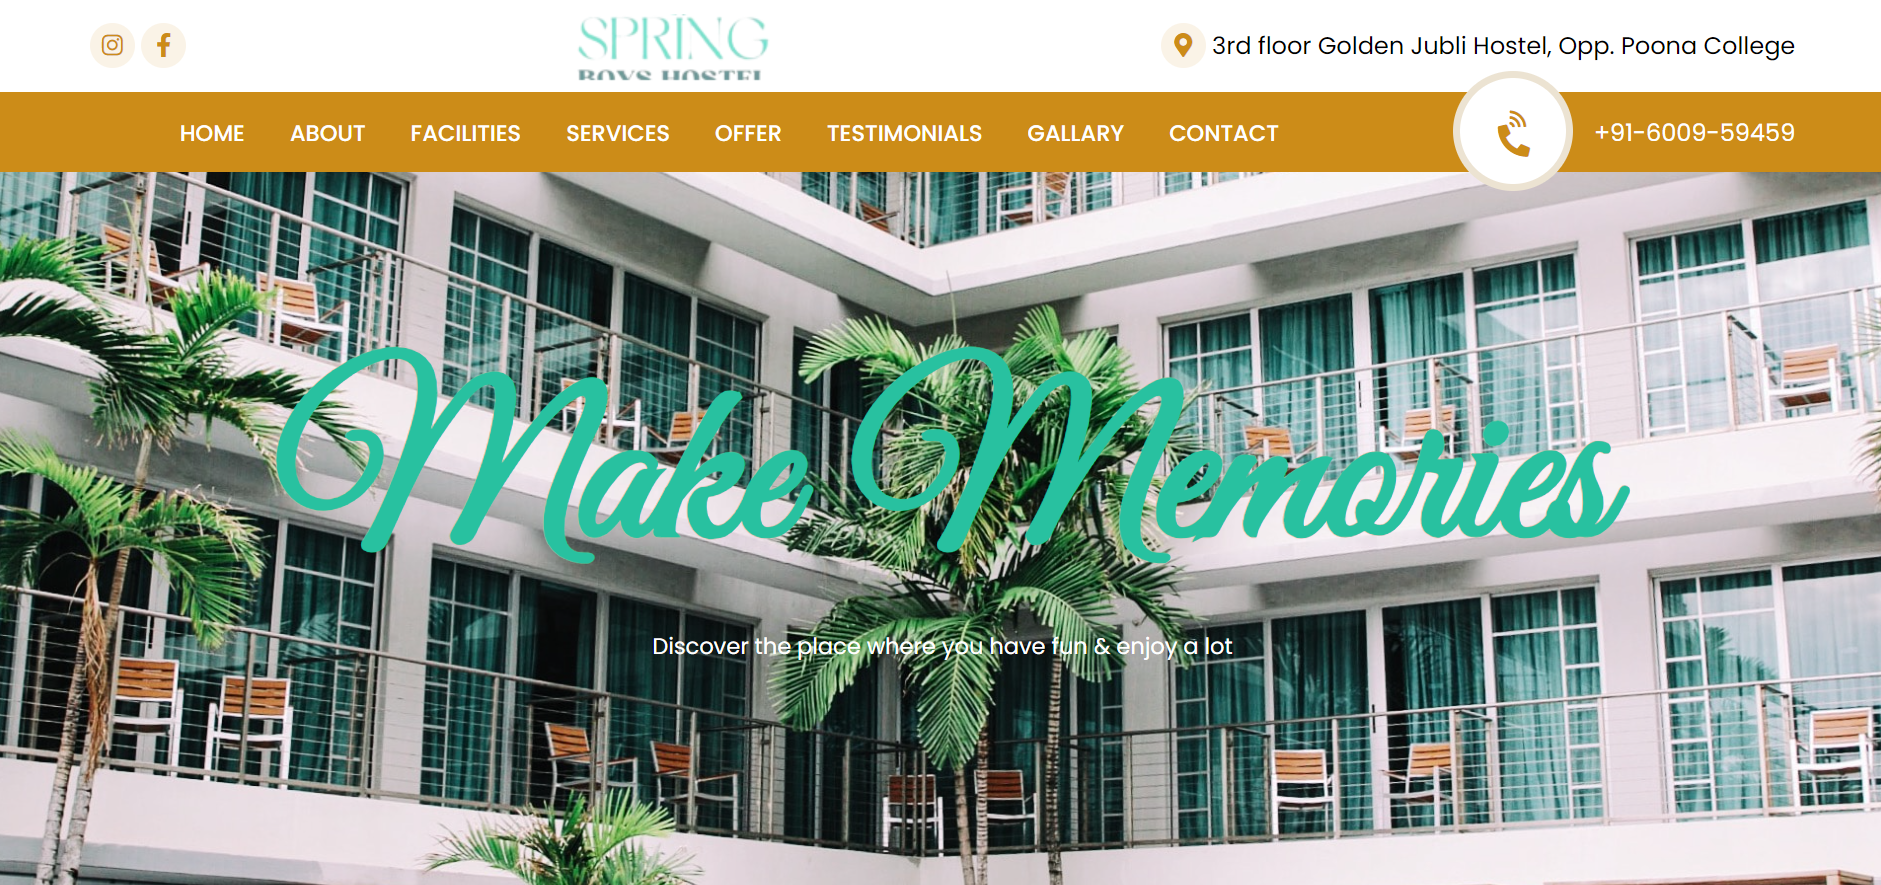 SPRING
BOYS HOSTEL
3rd floor Golden Jubli Hostel, Opp. Poona College
HOME ABOUT FACILITIES SERVICES OFFER TESTIMONIALS GALLARY CONTACT
+91-6009-59459
Make Memories
Discover the place where you have fun & enjoy a lot